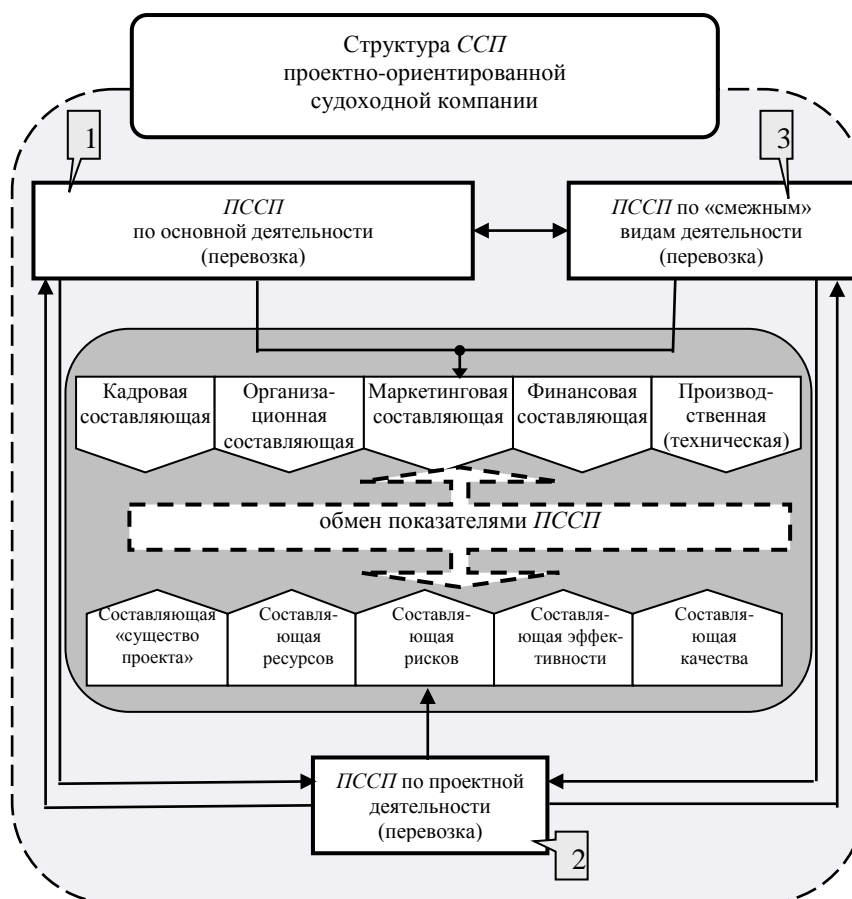 Структура ССП
проектно-ориентированной
судоходной компании
1
3
ПССП
по основной деятельности
(перевозка)
ПССП по «смежным»
видам деятельности
(перевозка)
Кадровая
составляющая
Организа-
ционная
составляющая
Маркетинговая
составляющая
Финансовая
составляющая
Производ-
ственная
(техническая)
обмен показателями ПССП
Составляющая
«существо
проекта»
Составля-
ющая
ресурсов
Составля-
ющая
рисков
Составля-
ющая эффек-
тивности
Составля-
ющая
качества
ПССП по проектной
деятельности
(перевозка)
2